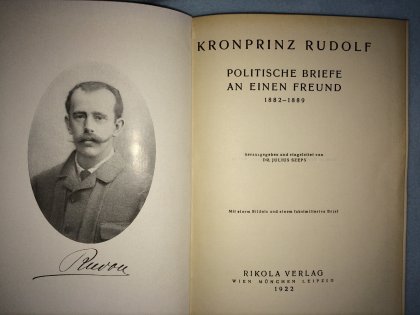 KRONPRINZ RUDOLF
POLITISCHE BRIEFE
AN EINEN FREUND
1882–1889
herausgegeben und eingeleitet von
DR. JULIUS SZEPS
Mit einem Bildnis und einem faksimilierten Brief
RIKOLA VERLAG
WIEN MÜNCHEN LEIPZIG
1922